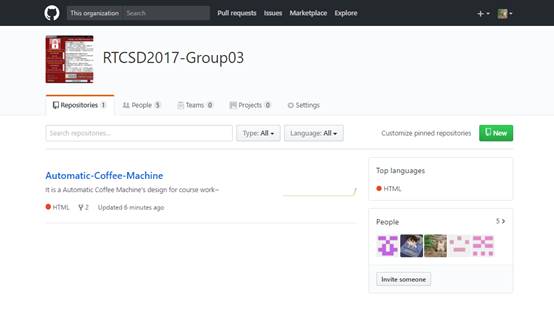 This organization Search Pull requests Issues Marketplace Explore
RTCSD2017-Group03
Repositories 1 People 5 Teams 0 Projects 0 Settings
Search repositories... Type: All Language: All Customize pinned repositories New
Automatic-Coffee-Machine
It is a Automatic Coffee Machine's design for course work~
HTML 2 Updated 6 minutes ago
Top languages
HTML
People 5
Invite someone